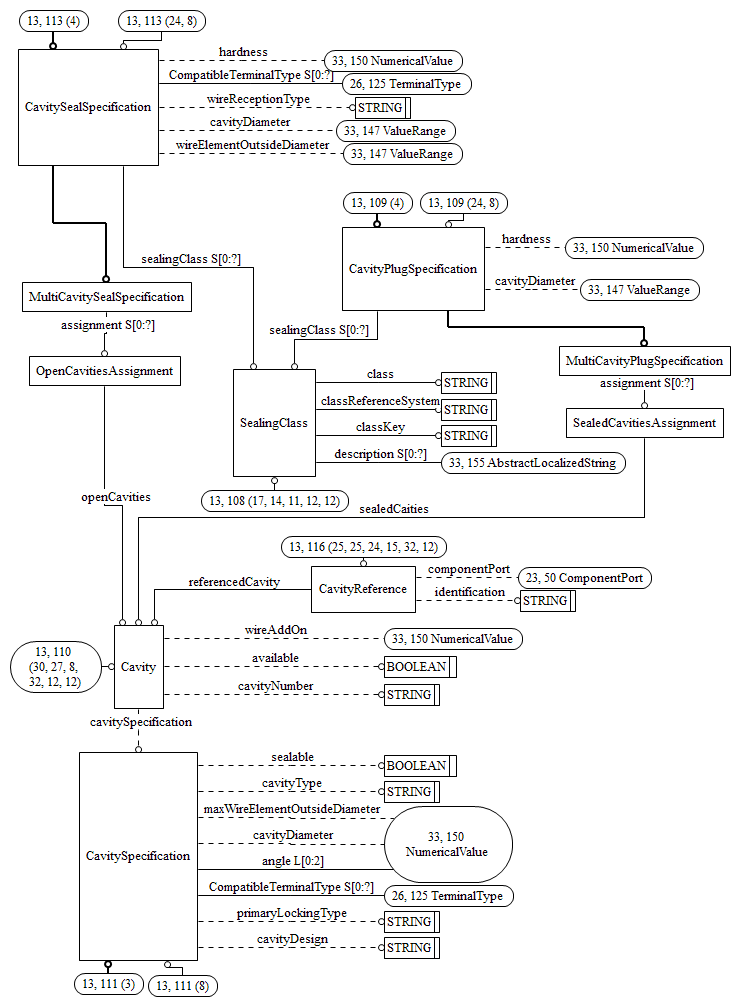 13, 113 (4)
13, 113 (24, 8)
hardness
33, 150 NumericalValue
CompatibleTerminalType S[0:?]
26, 125 TerminalType
CavitySealSpecification
wireReceptionType
STRING
cavityDiameter
33, 147 ValueRange
wireElementOutsideDiameter
33, 147 ValueRange
13, 109 (4)
13, 109 (24, 8)
hardness
33, 150 NumericalValue
sealingClass S[0:?]
CavityPlugSpecification
cavityDiameter
33, 147 ValueRange
MultiCavitySealSpecification
assignment S[0:?]
sealingClass S[0:?]
MultiCavityPlugSpecification
OpenCavitiesAssignment
class
STRING
assignment S[0:?]
classReferenceSystem
STRING
SealingClass
SealedCavitiesAssignment
classKey
STRING
description S[0:?]
33, 155 AbstractLocalizedString
openCavities
13, 108 (17, 14, 11, 12, 12)
sealedCaities
13, 116 (25, 25, 24, 15, 32, 12)
referencedCavity
CavityReference
componentPort
23, 50 ComponentPort
identification
STRING
wireAddOn
33, 150 NumericalValue
13, 110
(30, 27, 8,
32, 12, 12)
Cavity
available
BOOLEAN
cavityNumber
STRING
cavitySpecification
sealable
BOOLEAN
cavityType
STRING
maxWireElementOutsideDiameter
cavityDiameter
33, 150
NumericalValue
CavitySpecification
angle L[0:2]
CompatibleTerminalType S[0:?]
26, 125 TerminalType
primaryLockingType
STRING
cavityDesign
STRING
13, 111 (3)
13, 111 (8)